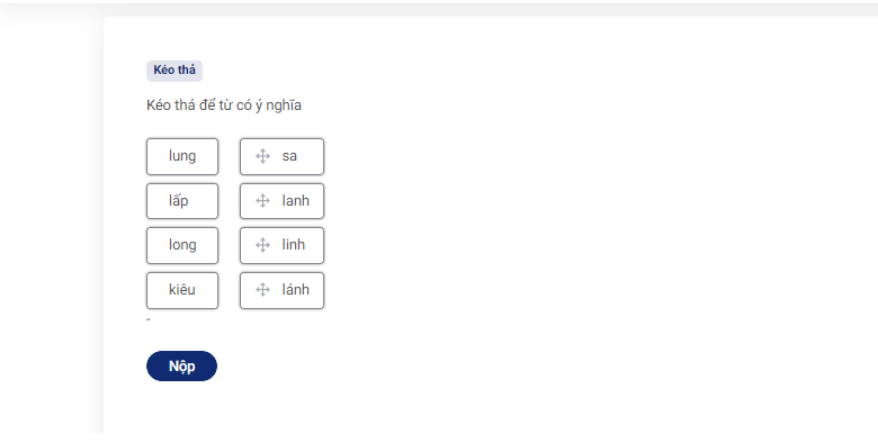 Kéo thả
Kéo thả để từ có ý nghĩa
lung sa
lấp lanh
long linh
kiêu lánh
Nộp